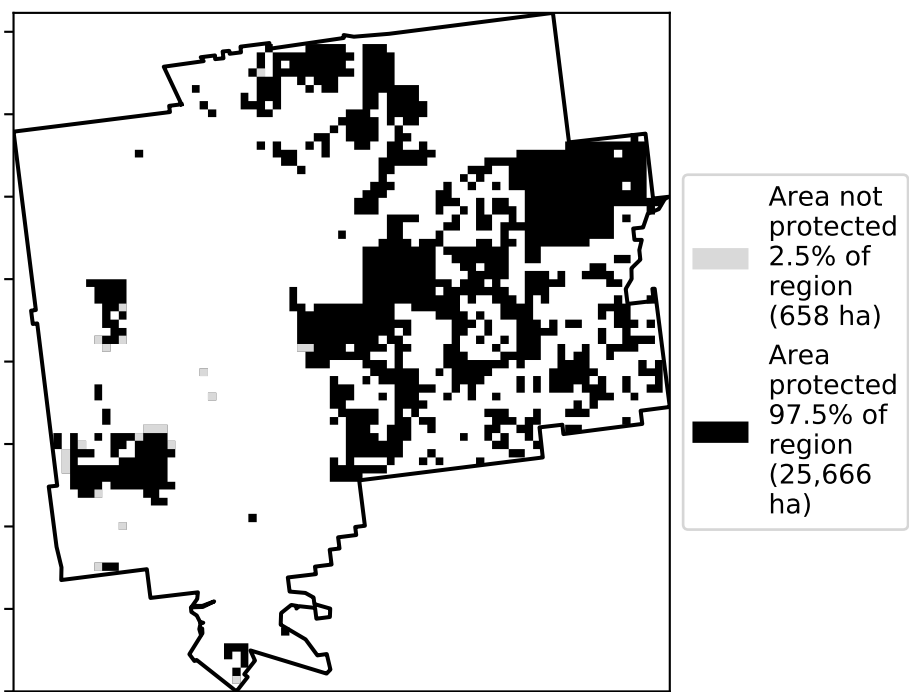 Area not
protected
2.5% of
region
(658 ha)
Area
protected
97.5% of
region
(25,666
ha)